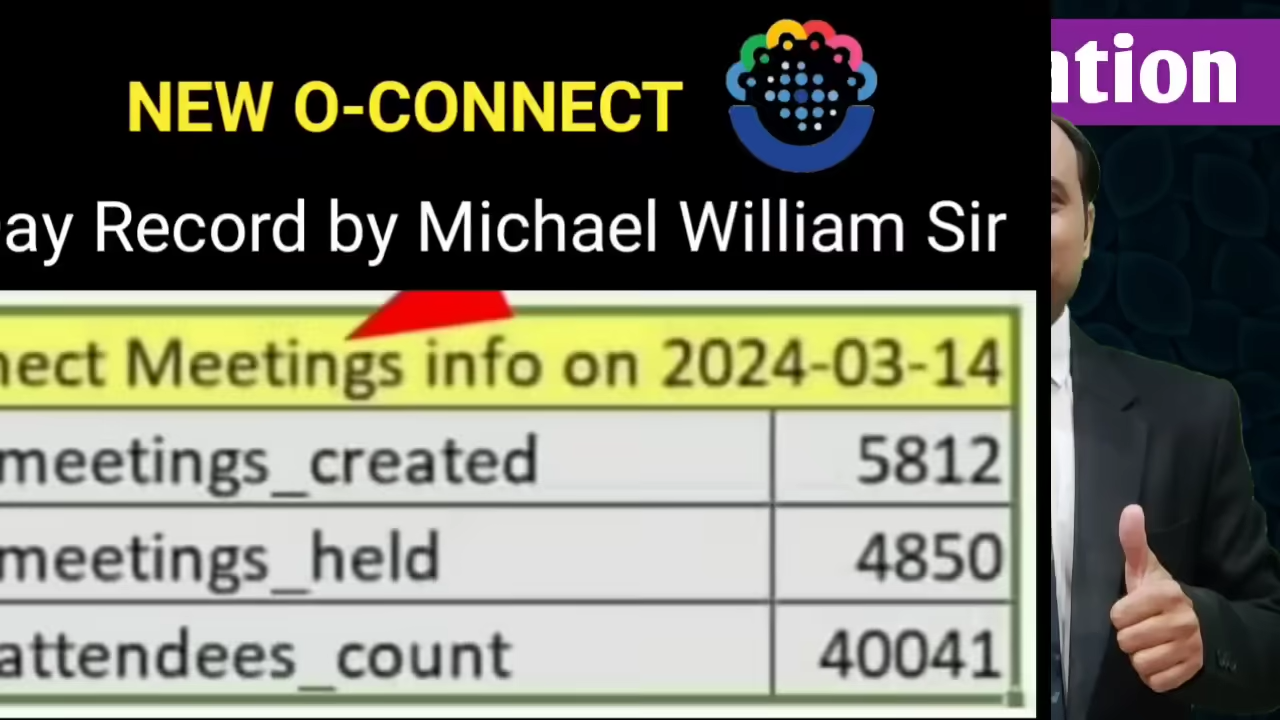 NEW O-CONNECT
ation
ay Record by Michael William Sir
nect Meetings info on 2024-03-14
meetings_created 5812
meetings_held 4850
attendees_count 40041